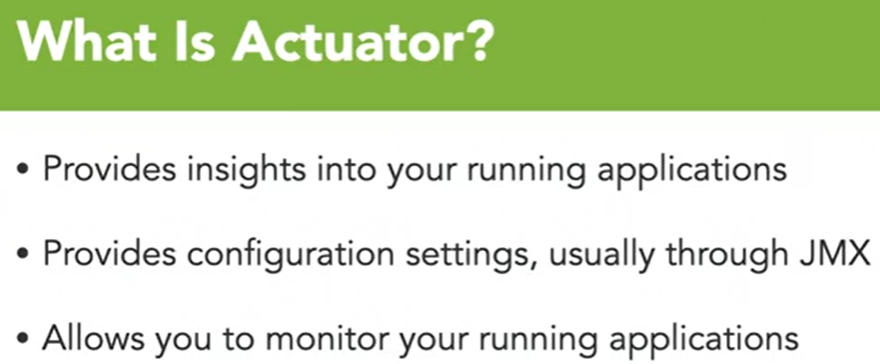 What Is Actuator?
• Provides insights into your running applications
• Provides configuration settings, usually through JMX
• Allows you to monitor your running applications